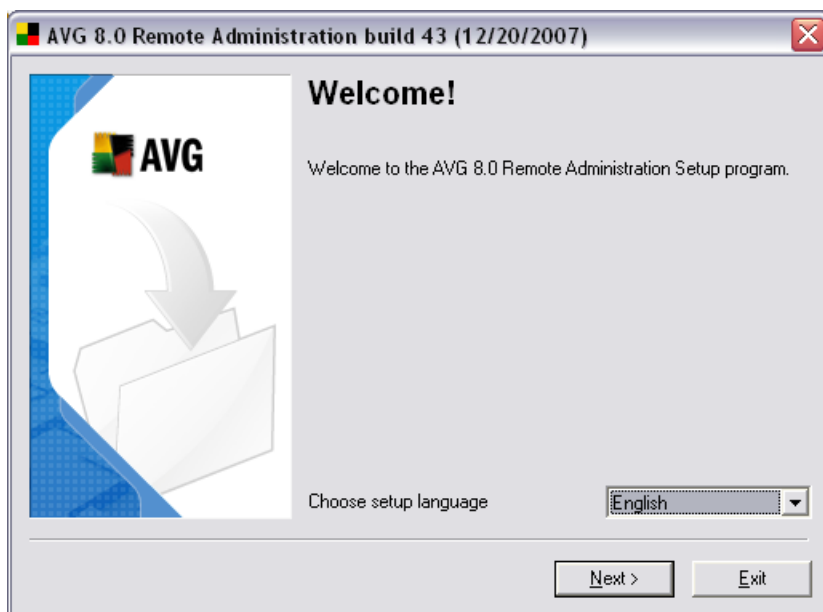 AVG 8.0 Remote Administration build 43 (12/20/2007)
Welcome!
AVG
Welcome to the AVG 8.0 Remote Administration Setup program.
Choose setup language
English
Next >
Exit